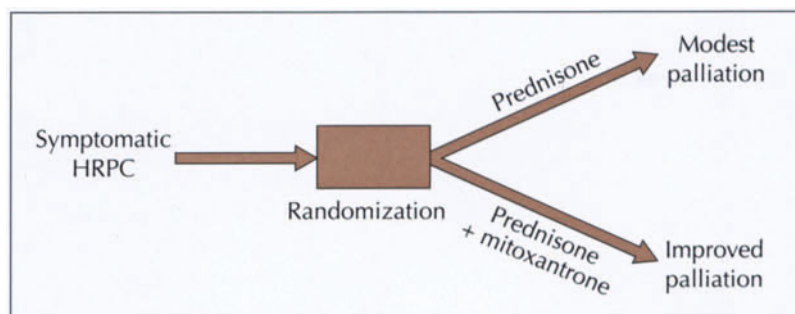 Symptomatic
HRPC
Randomization
Prednisone
Modest
palliation
Prednisone
+ mitoxantrone
Improved
palliation